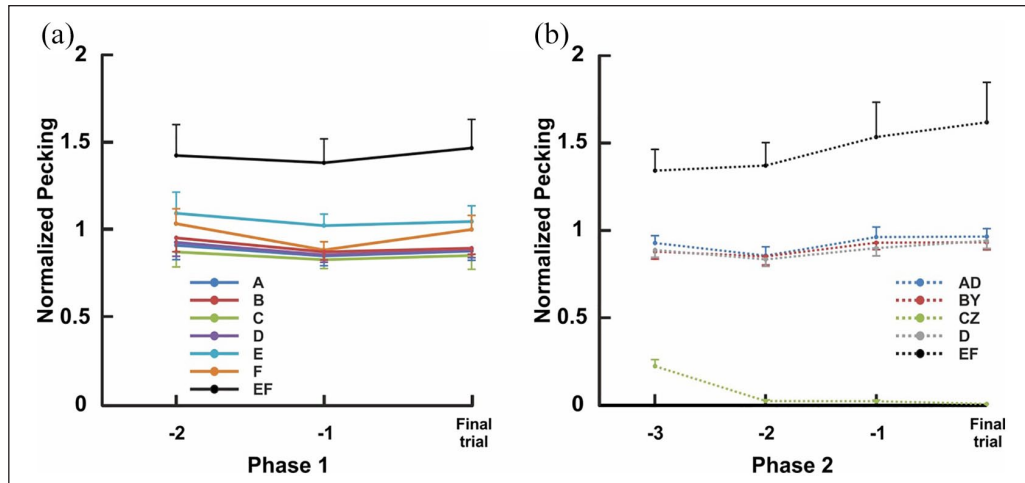 (a)
2
1.5
1
0.5
0
Normalized Pecking
A
B
C
D
E
F
EF
-2
-1
Final
trial
Phase 1
(b)
2
1.5
1
0.5
0
Normalized Pecking
AD
BY
CZ
D
EF
-3
-2
-1
Final
trial
Phase 2